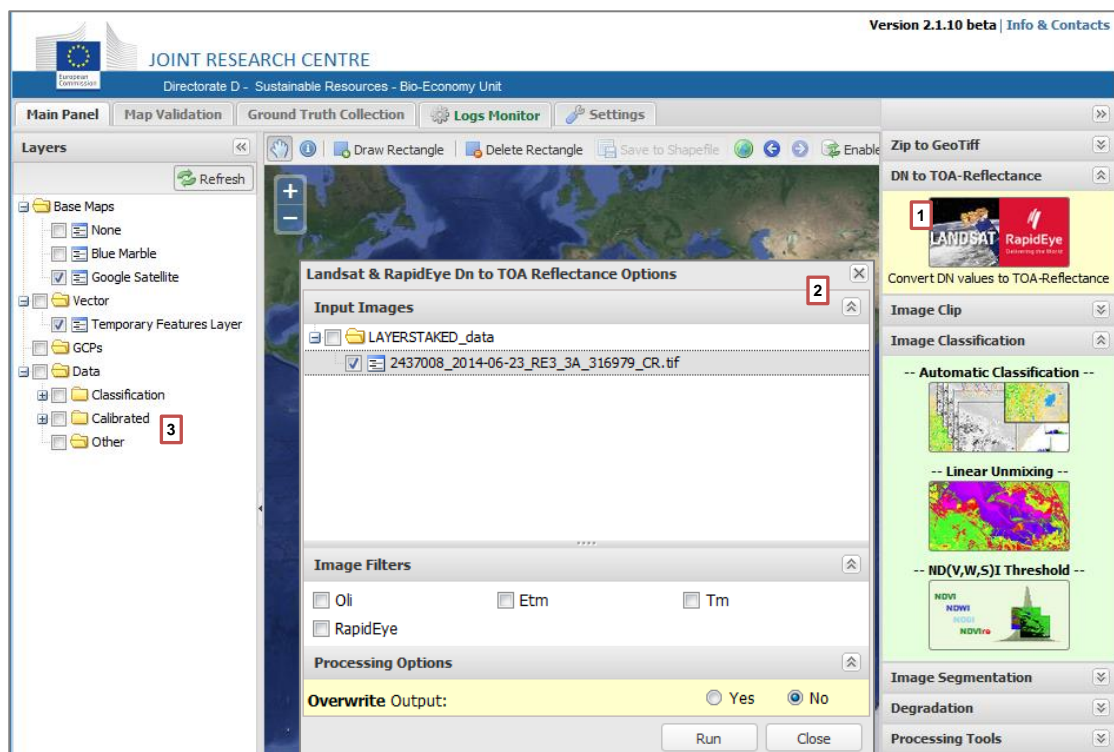 Version 2.1.10 beta | Info & Contacts
European
Commission
JOINT RESEARCH CENTRE
Directorate D - Sustainable Resources - Bio-Economy Unit
Main Panel
Map Validation
Ground Truth Collection
Logs Monitor
Settings
Layers
Refresh
Base Maps
None
Blue Marble
Google Satellite
Vector
Temporary Features Layer
GCPs
Data
Classification
Calibrated
3
Other
Draw Rectangle
Delete Rectangle
Save to Shapefile
Enable
+
−
Landsat & RapidEye Dn to TOA Reflectance Options
2
Input Images
LAYERSTAKED_data
2437008_2014-06-23_RE3_3A_316979_CR.tif
Image Filters
Oli
Etm
Tm
RapidEye
Processing Options
Overwrite Output:
Yes
No
Run
Close
Zip to GeoTiff
DN to TOA-Reflectance
1
LANDSAT
RapidEye
Delivering the World
Convert DN values to TOA-Reflectance
Image Clip
Image Classification
-- Automatic Classification --
-- Linear Unmixing --
-- ND(V,W,S)I Threshold --
NDVI
NDWI
NDVIre
Image Segmentation
Degradation
Processing Tools